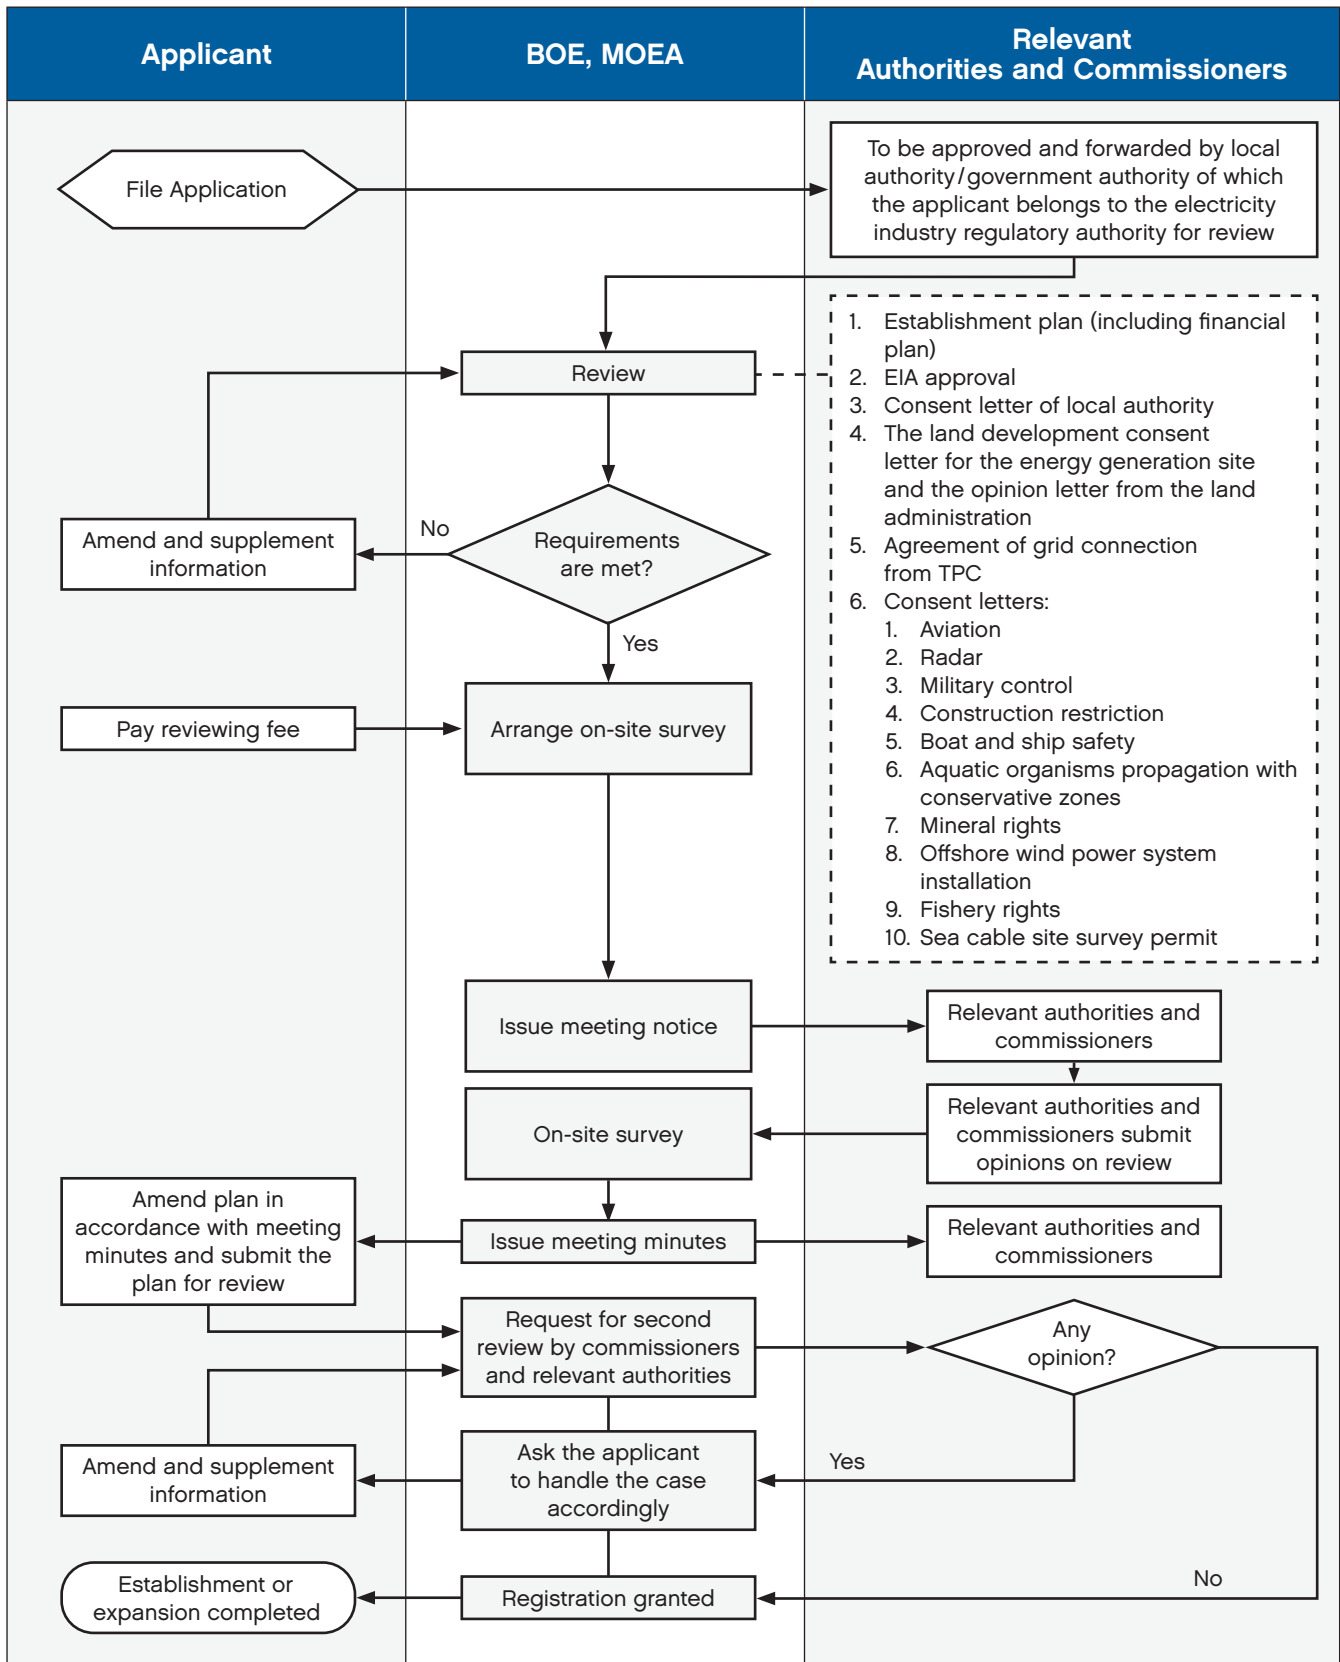 Applicant
BOE, MOEA
Relevant
Authorities and Commissioners
File Application
To be approved and forwarded by local
authority/government authority of which
the applicant belongs to the electricity
industry regulatory authority for review
Review
1. Establishment plan (including financial
plan)
2. EIA approval
3. Consent letter of local authority
4. The land development consent
letter for the energy generation site
and the opinion letter from the land
administration
5. Agreement of grid connection
from TPC
6. Consent letters:
1. Aviation
2. Radar
3. Military control
4. Construction restriction
5. Boat and ship safety
6. Aquatic organisms propagation with
conservative zones
7. Mineral rights
8. Offshore wind power system
installation
9. Fishery rights
10. Sea cable site survey permit
Amend and supplement
information
No
Requirements
are met?
Yes
Pay reviewing fee
Arrange on-site survey
Issue meeting notice
Relevant authorities and
commissioners
On-site survey
Relevant authorities and
commissioners submit
opinions on review
Amend plan in
accordance with meeting
minutes and submit the
plan for review
Issue meeting minutes
Relevant authorities and
commissioners
Request for second
review by commissioners
and relevant authorities
Any
opinion?
Amend and supplement
information
Ask the applicant
to handle the case
accordingly
Yes
Establishment or
expansion completed
Registration granted
No